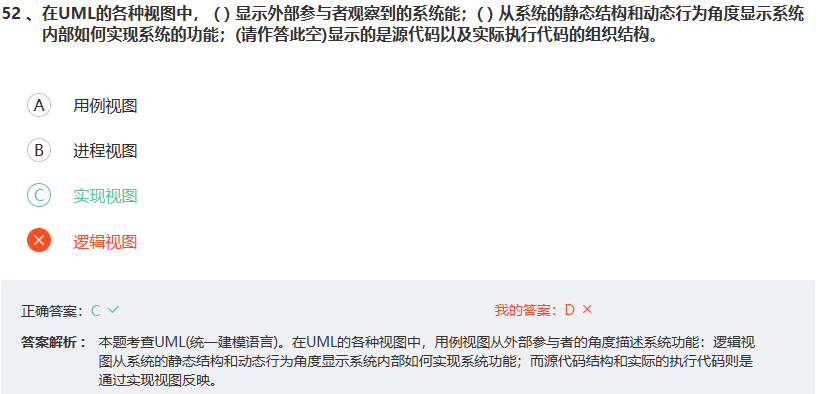 52 、在UML的各种视图中， ( ) 显示外部参与者观察到的系统能；( ) 从系统的静态结构和动态行为角度显示系统
内部如何实现系统的功能；(请作答此空)显示的是源代码以及实际执行代码的组织结构。
A 用例视图
B 进程视图
C 实现视图
逻辑视图
正确答案： C 我的答案： D
答案解析： 本题考查UML(统一建模语言)。在UML的各种视图中，用例视图从外部参与者的角度描述系统功能：逻辑视
图从系统的静态结构和动态行为角度显示系统内部如何实现系统功能；而源代码结构和实际的执行代码则是
通过实现视图反映。